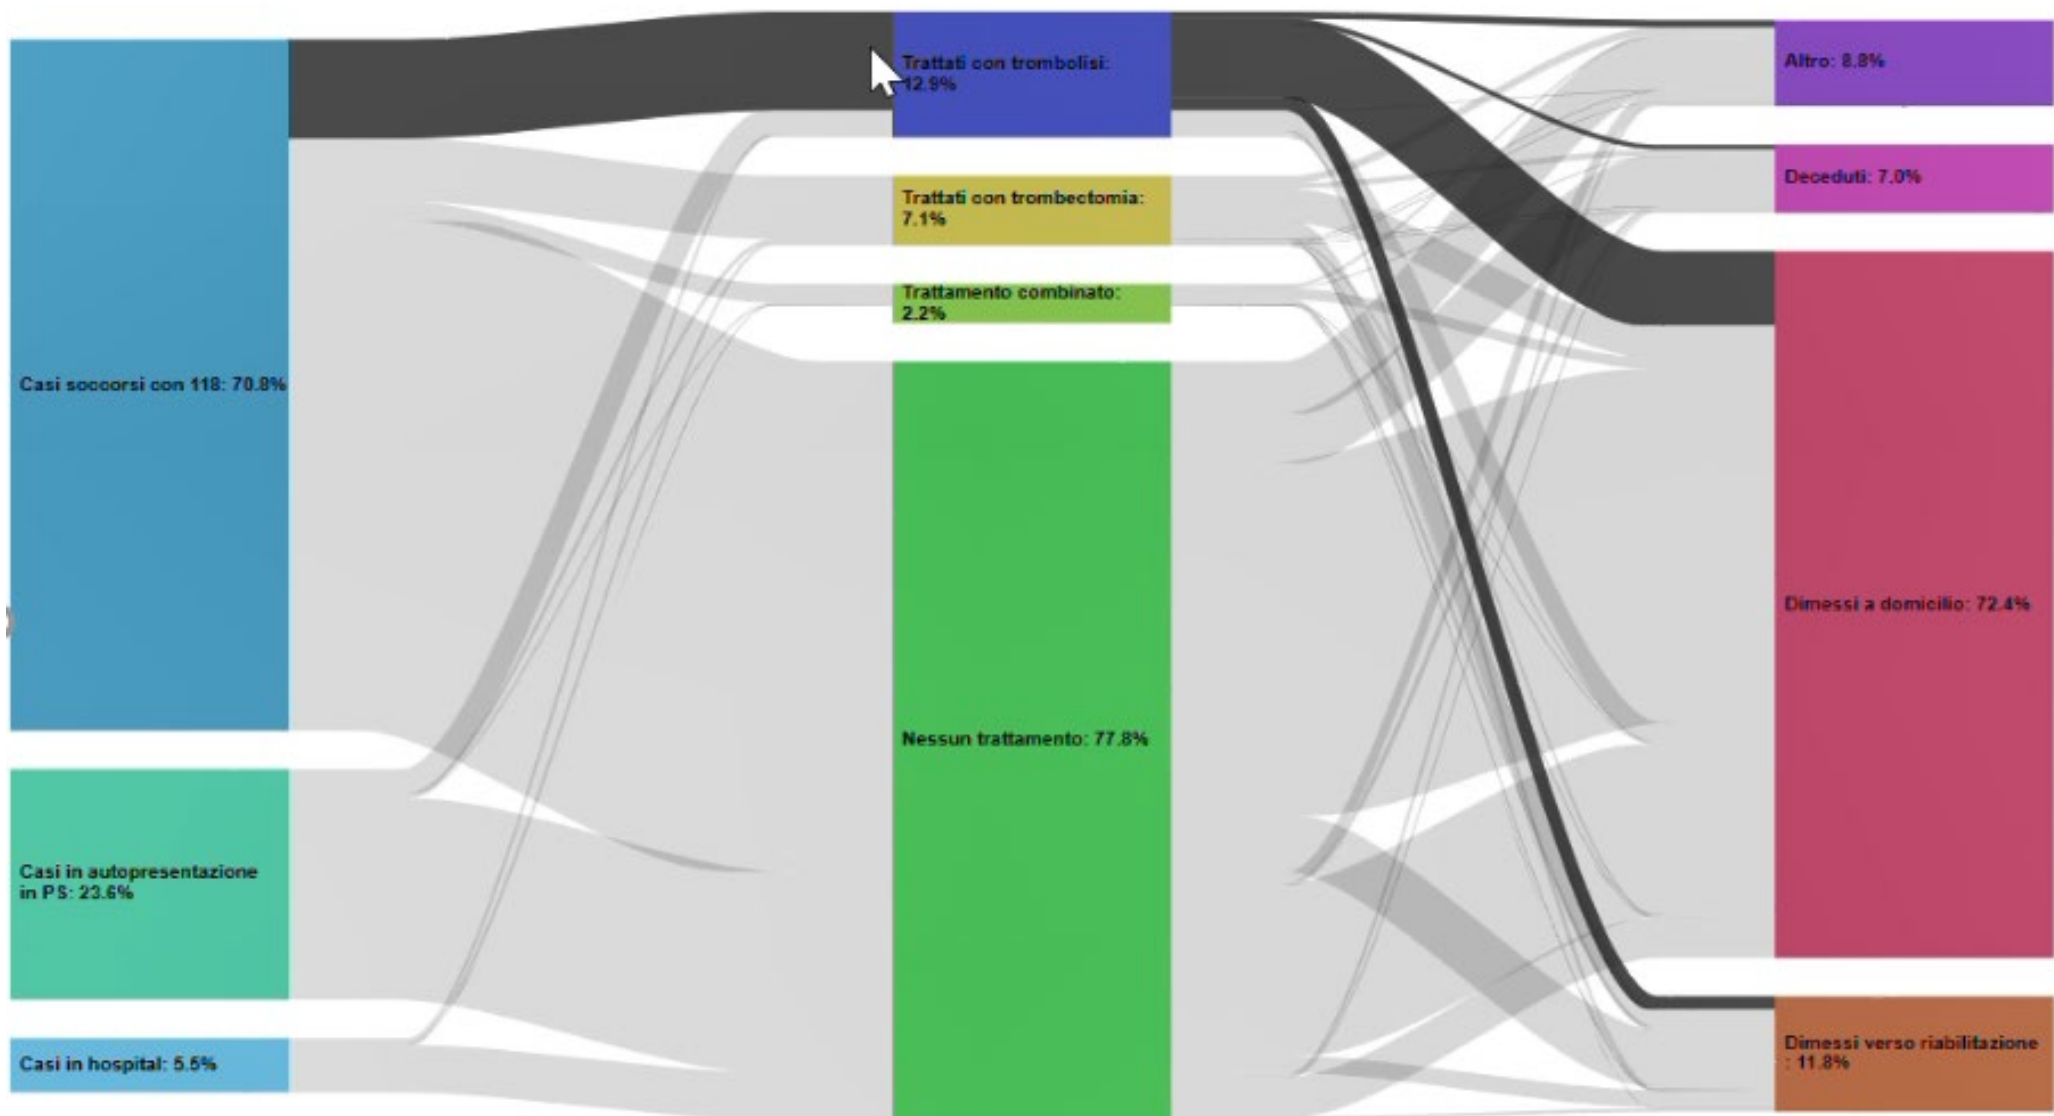 Casi soccorsi con 118: 70.8%
Casi in autopresentazione
in PS: 23.6%
Casi in hospital: 5.5%
Trattati con trombolisi:
12.9%
Trattati con trombectomia:
7.1%
Trattamento combinato:
2.2%
Nessun trattamento: 77.8%
Altro: 8.8%
Deceduti: 7.0%
Dimessi a domicilio: 72.4%
Dimessi verso riabilitazione
: 11.8%